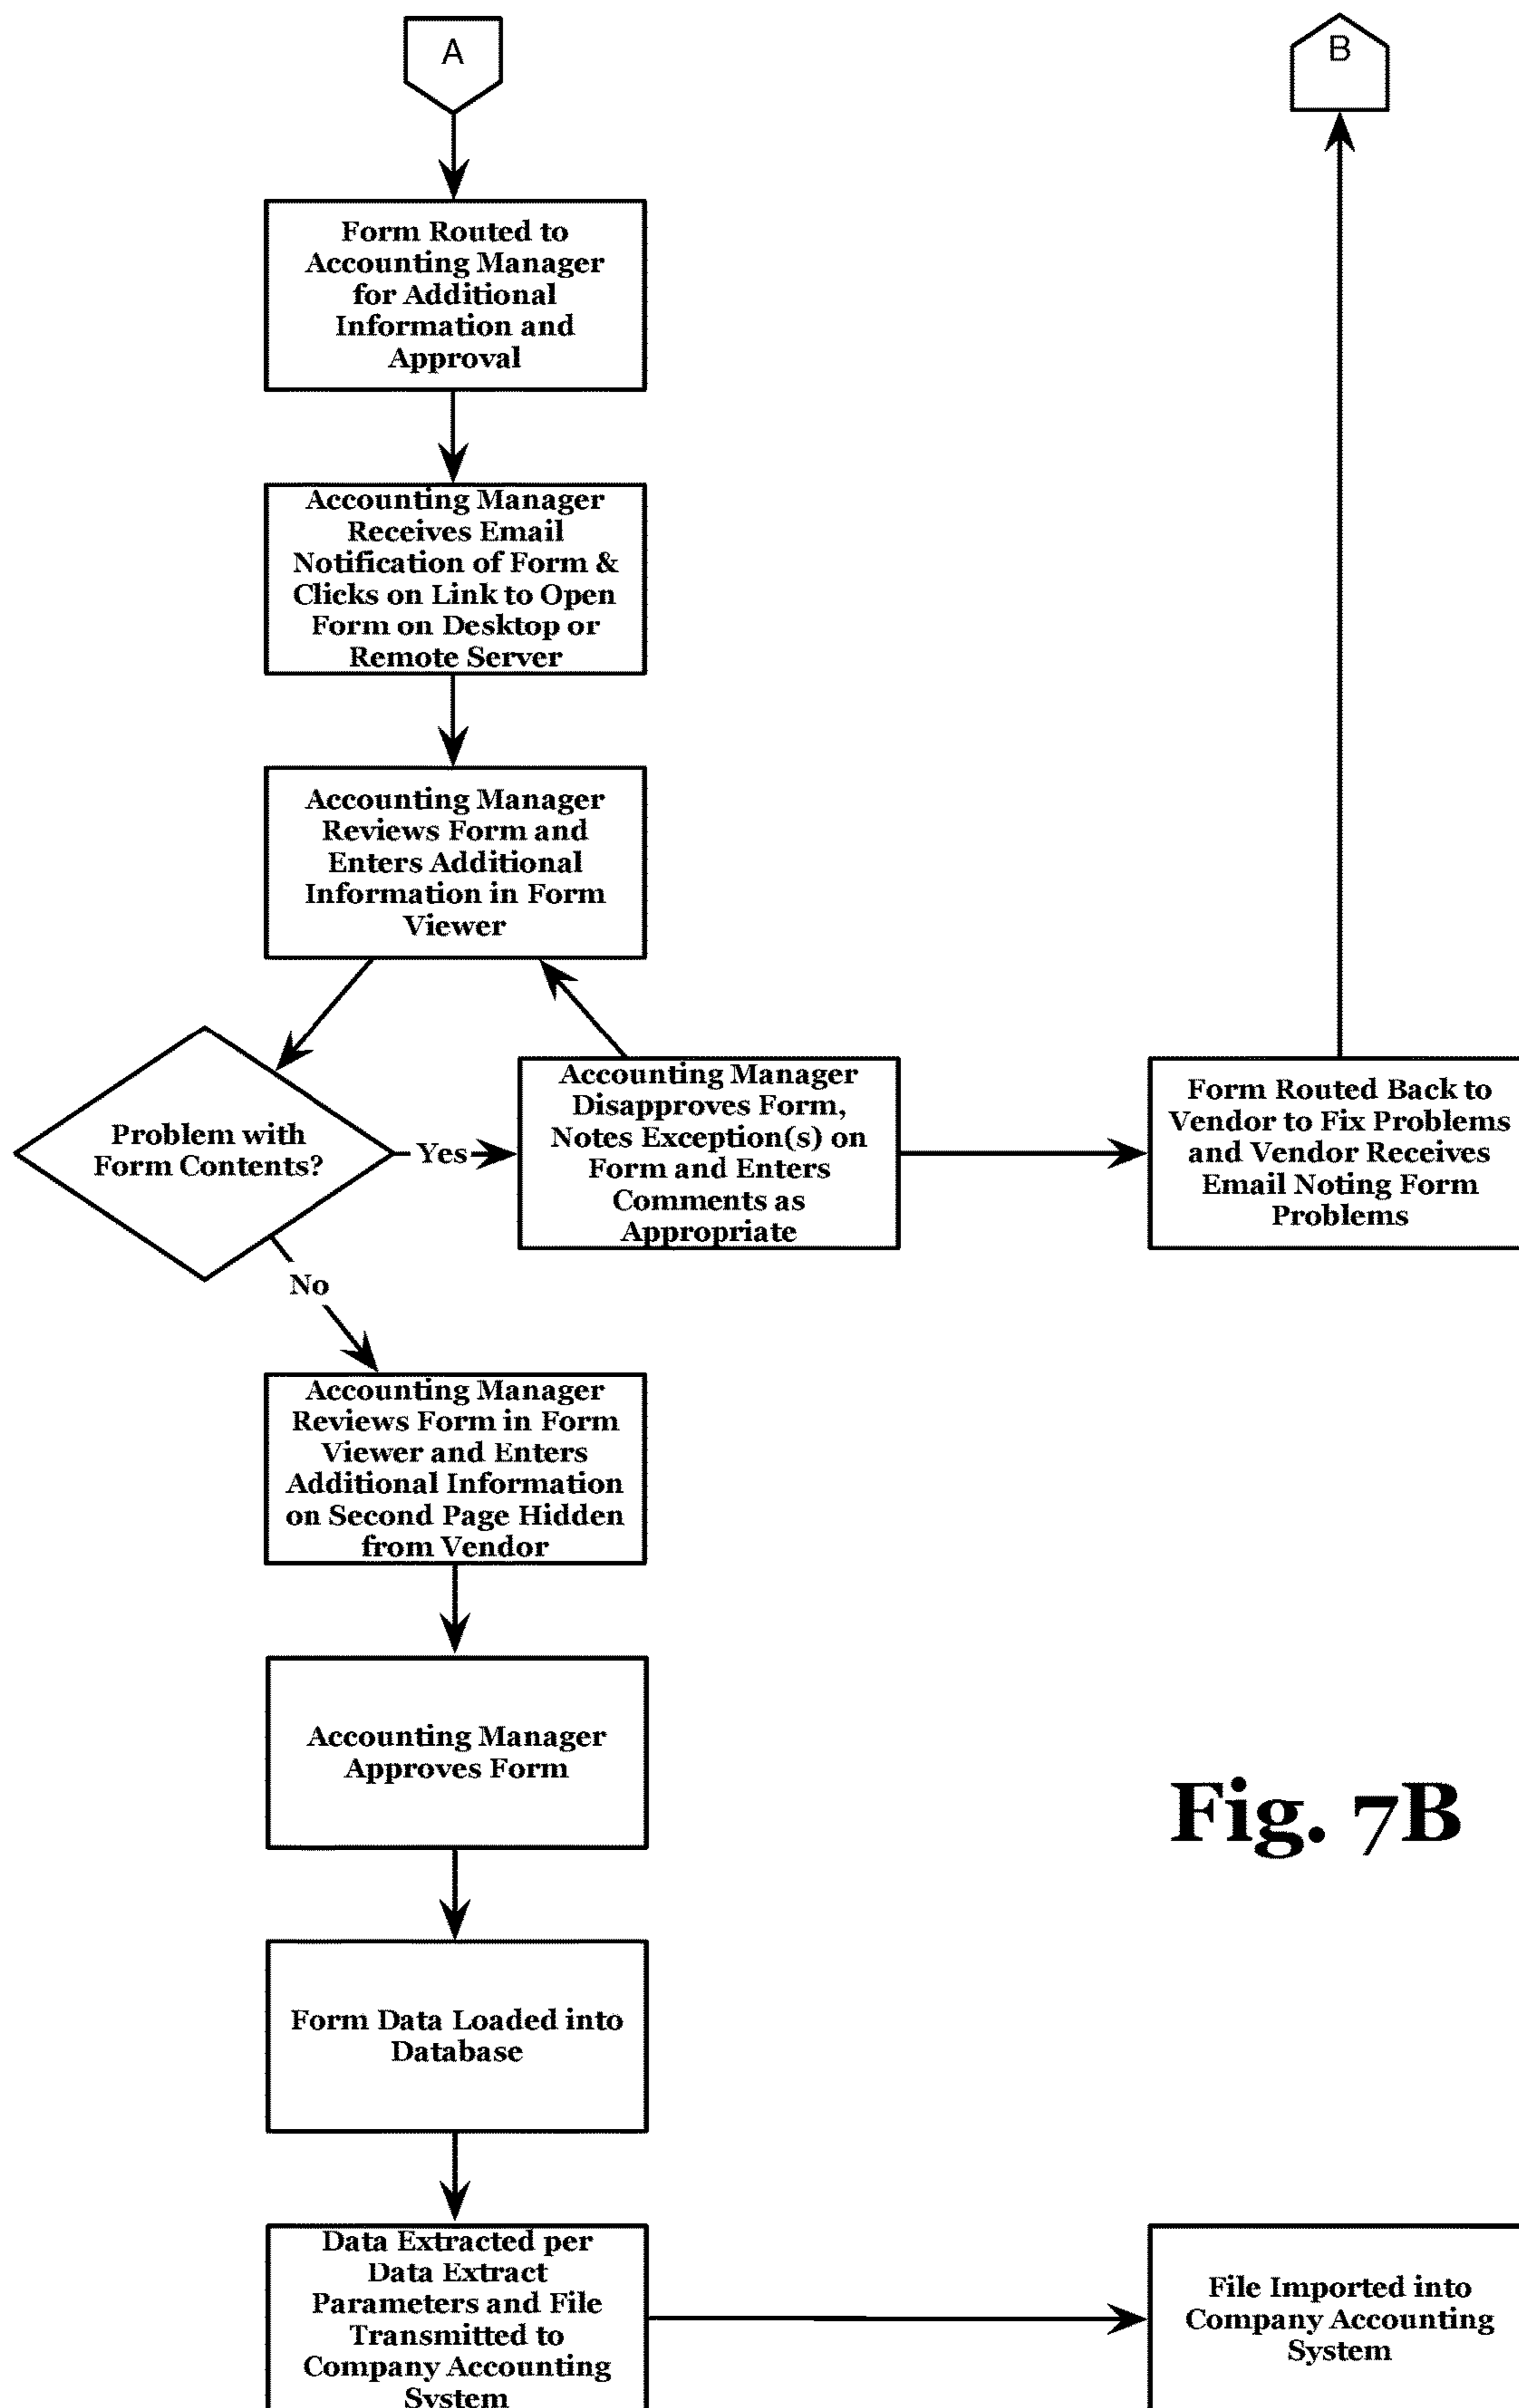 A
B
Form Routed to
Accounting Manager
for Additional
Information and
Approval
Accounting Manager
Receives Email
Notification of Form &
Clicks on Link to Open
Form on Desktop or
Remote Server
Accounting Manager
Reviews Form and
Enters Additional
Information in Form
Viewer
Problem with
Form Contents?
Yes
Accounting Manager
Disapproves Form,
Notes Exception(s) on
Form and Enters
Comments as
Appropriate
Form Routed Back to
Vendor to Fix Problems
and Vendor Receives
Email Noting Form
Problems
No
Accounting Manager
Reviews Form in Form
Viewer and Enters
Additional Information
on Second Page Hidden
from Vendor
Accounting Manager
Approves Form
Fig. 7B
Form Data Loaded into
Database
Data Extracted per
Data Extract
Parameters and File
Transmitted to
Company Accounting
System
File Imported into
Company Accounting
System